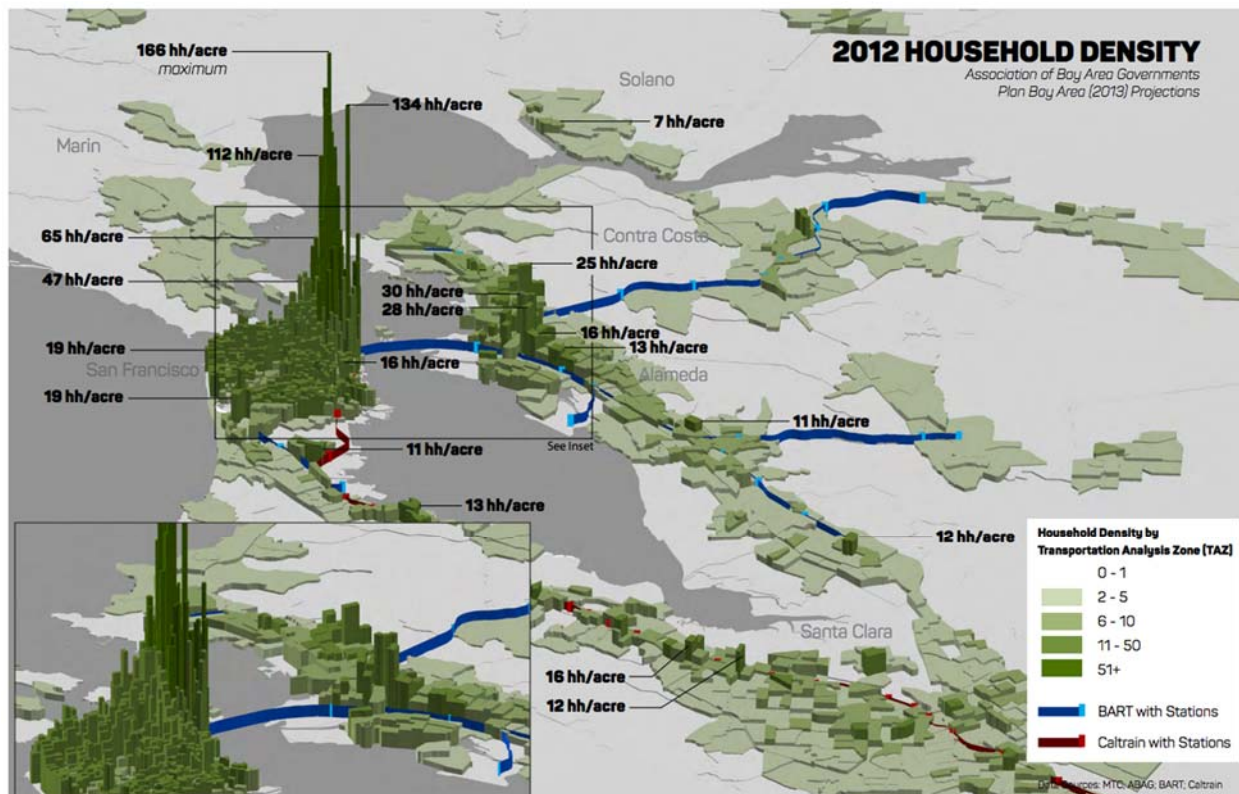 2012 HOUSEHOLD DENSITY
Association of Bay Area Governments
Plan Bay Area (2013) Projections
166 hh/acre
maximum
134 hh/acre
112 hh/acre
Solano
7 hh/acre
Marin
65 hh/acre
47 hh/acre
Contra Costa
25 hh/acre
30 hh/acre
28 hh/acre
16 hh/acre
13 hh/acre
19 hh/acre
San Francisco
16 hh/acre
Alameda
19 hh/acre
11 hh/acre
See Inset
11 hh/acre
13 hh/acre
12 hh/acre
Santa Clara
16 hh/acre
12 hh/acre
Household Density by
Transportation Analysis Zone (TAZ)
0 - 1
2 - 5
6 - 10
11 - 50
51+
BART with Stations
Caltrain with Stations
Data Sources: MTC; ABAG; BART; Caltrain